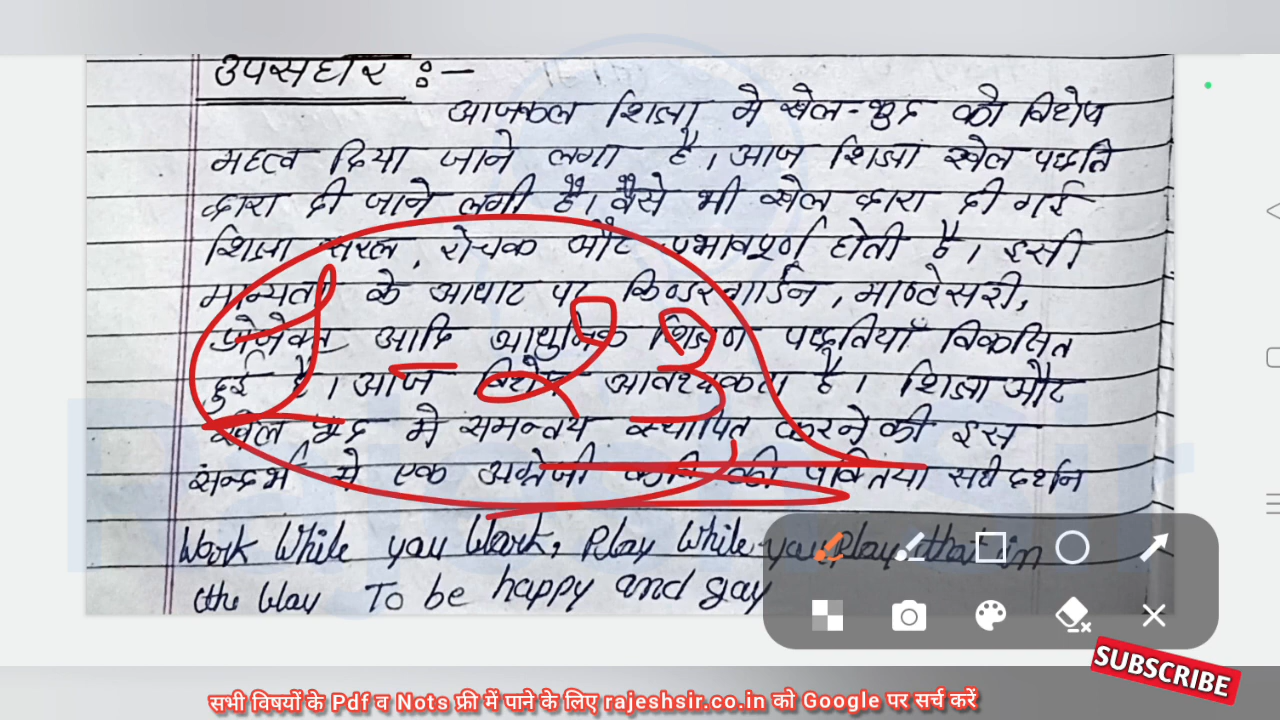 उपसंहार :-
आजकल शिक्षा मे खेल-कुद को विशेष
महत्व दिया जाने लगा है। आज शिक्षा खेल पद्धति
द्वारा दी जाने लगी है। वैसे भी खेल द्वारा दी गई
शिक्षा सरल, रोचक और प्रभावपूर्ण होती है। इसी
मान्यता के आधार पर किण्डरगार्डन, माण्टेसरी,
प्रोजेक्ट आदि आधुनिक शिक्षण पद्धतियाँ विकसित
हुई है। आज विशेष आवश्यकता है। शिक्षा और
खेल कुद मे समन्वय स्थापित करने की इस
सन्दर्भ मे एक अंग्रेजी कवि की पंक्तिया दर्शन
Work While you Work, Play While you Play that in
the Way To be happy and gay
SUBSCRIBE
सभी विषयों के Pdf व Nots फ्री में पाने के लिए rajeshsir.co.in को Google पर सर्च करें